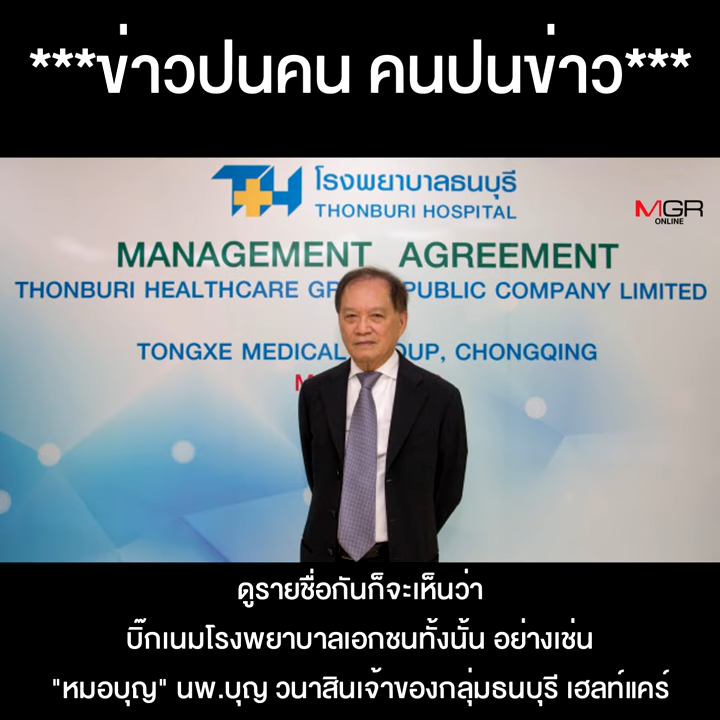 ***ข่าวปนคน คนปนข่าว***
โรงพยาบาลธนบุรี
THONBURI HOSPITAL
MGR
ONLINE
MANAGEMENT AGREEMENT
THONBURI HEALTHCARE PUBLIC COMPANY LIMITED
TONGXE MEDICAL CHONGQING
ดูรายชื่อกันก็จะเห็นว่า
บิ๊กเนมโรงพยาบาลเอกชนทั้งนั้น อย่างเช่น
"หมอบุญ" นพ.บุญ วนาสินเจ้าของกลุ่มธนบุรี เฮลท์แคร์